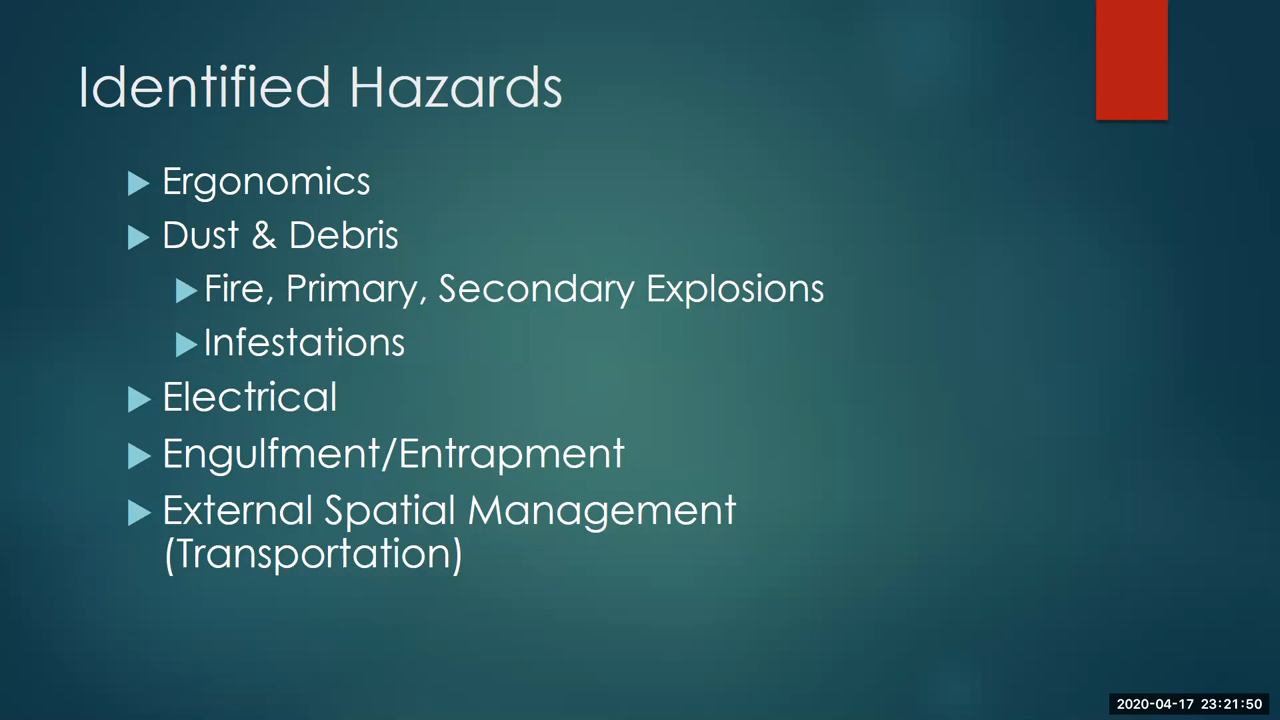 Identified Hazards
Ergonomics
Dust & Debris
Fire, Primary, Secondary Explosions
Infestations
Electrical
Engulfment/Entrapment
External Spatial Management
(Transportation)
2020-04-17 23:21:50